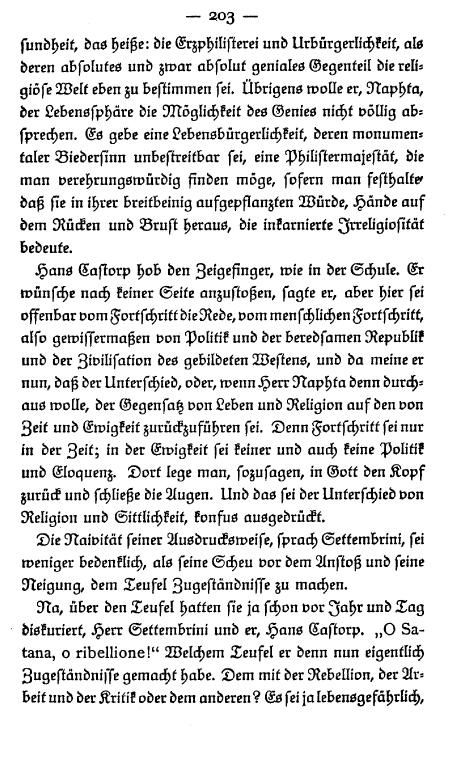 — 203 —
sundheit, das heiße: die Erzphilisterei und Urbürgerlichkeit, als
deren absolutes und zwar absolut geniales Gegenteil die reli-
giöse Welt eben zu bestimmen sei. Übrigens wolle er, Naphta,
der Lebenssphäre die Möglichkeit des Genies nicht völlig ab-
sprechen. Es gebe eine Lebensbürgerlichkeit, deren monumen-
taler Biedersinn unbestreitbar sei, eine Philistermajestät, die
man verehrungswürdig finden möge, sofern man festhalte
daß sie in ihrer breitbeinig aufgepflanzten Würde, Hände auf
dem Rücken und Brust heraus, die inkarnierte Irreligiosität
bedeute.
Hans Castorp hob den Zeigefinger, wie in der Schule. Er
wünsche nach keiner Seite anzustoßen, sagte er, aber hier sei
offenbar vom Fortschritt die Rede, vom menschlichen Fortschritt,
also gewissermaßen von Politik und der beredsamen Republik
und der Zivilisation des gebildeten Westens, und da meine er
nun, daß der Unterschied, oder, wenn Herr Naphta denn durch-
aus wolle, der Gegensatz von Leben und Religion auf den von
Zeit und Ewigkeit zurückzuführen sei. Denn Fortschritt sei nur
in der Zeit; in der Ewigkeit sei keiner und auch keine Politik
und Eloquenz. Dort lege man, sozusagen, in Gott den Kopf
zurück und schließe die Augen. Und das sei der Unterschied von
Religion und Sittlichkeit, konfus ausgedrückt.
Die Naivität seiner Ausdrucksweise, sprach Settembrini, sei
weniger bedenklich, als seine Scheu vor dem Anstoß und seine
Neigung, dem Teufel Zugeständnisse zu machen.
Na, über den Teufel hatten sie ja schon vor Jahr und Tag
diskuriert, Herr Settembrini und er, Hans Castorp. „O Sa-
tana, o ribellione!“ Welchem Teufel er denn nun eigentlich
Zugeständnisse gemacht habe. Dem mit der Rebellion, der Ar-
beit und der Kritik oder dem anderen? Es sei ja lebensgefährlich,